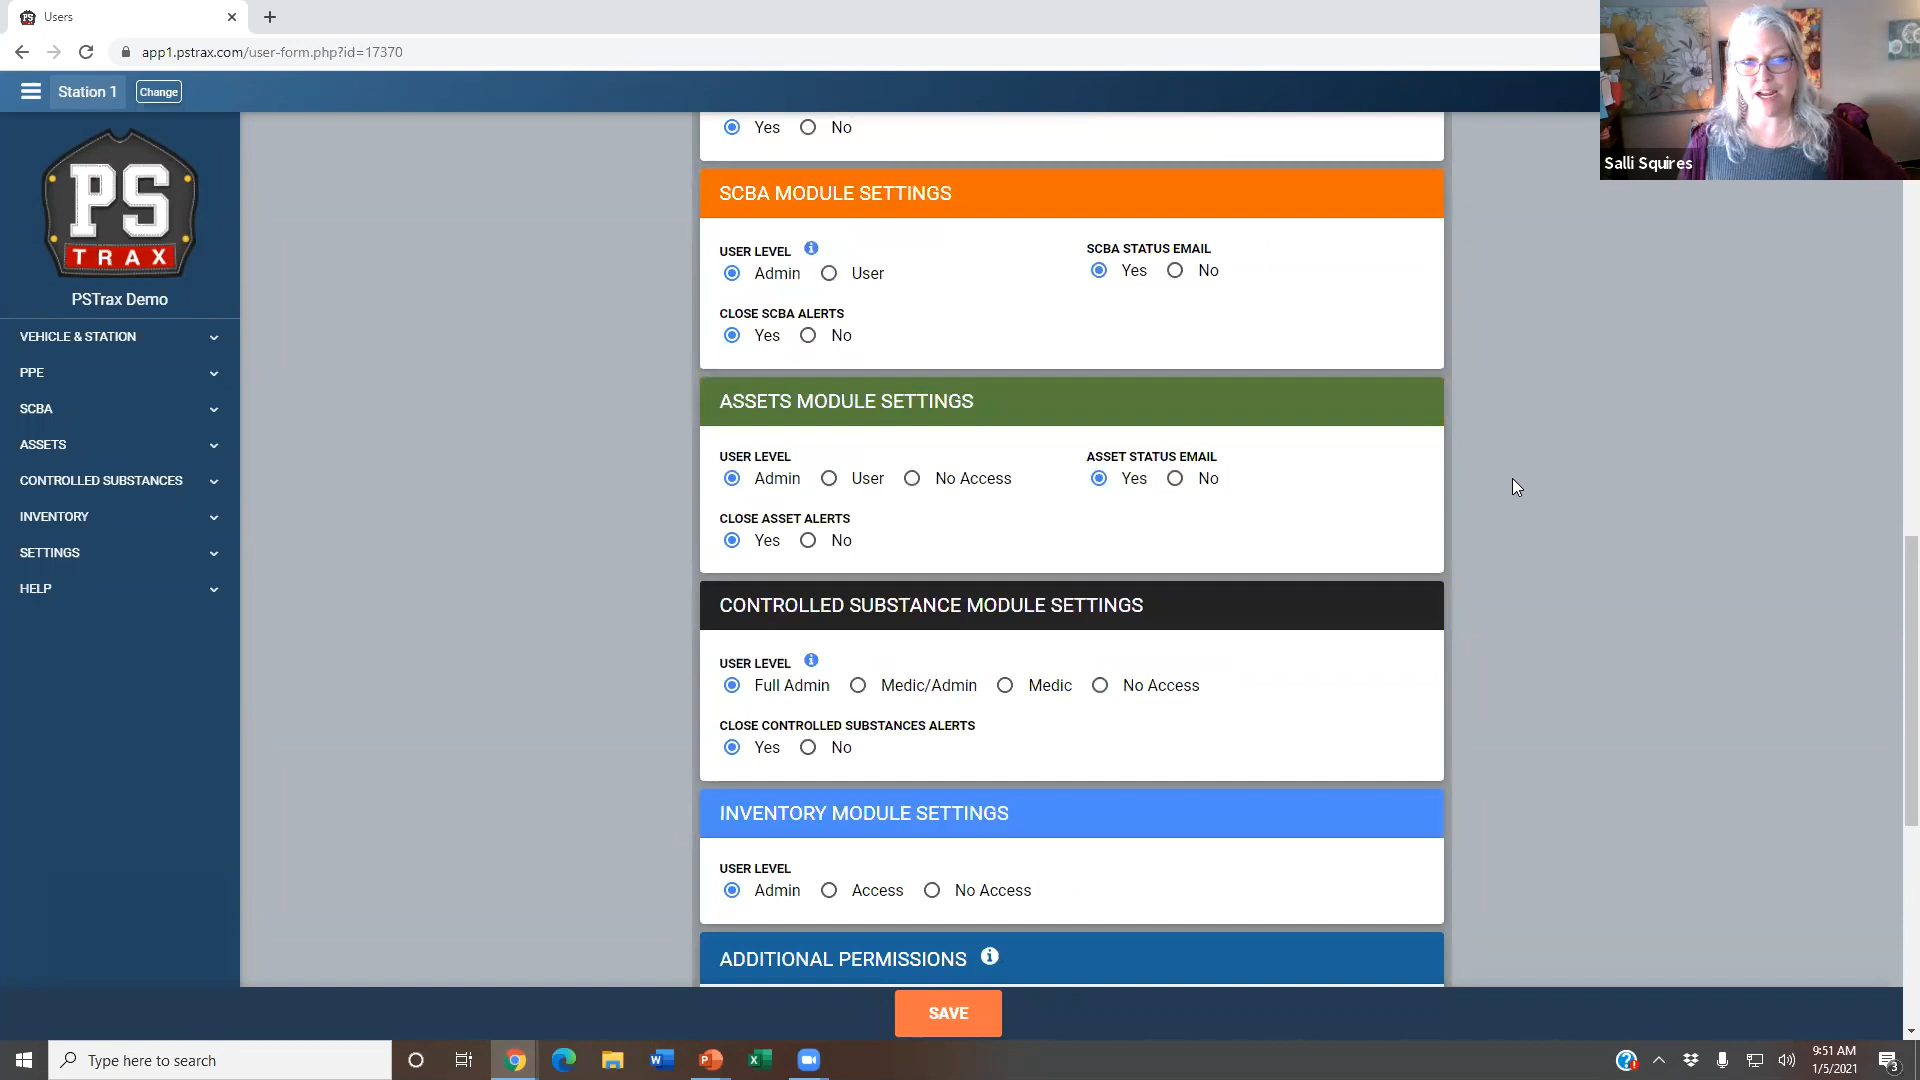 Users
app1.pstrax.com/user-form.php?id=17370
Station 1 Change
Salli Squires
PS
TRAX
PSTrax Demo
VEHICLE & STATION
PPE
SCBA
ASSETS
CONTROLLED SUBSTANCES
INVENTORY
SETTINGS
HELP
Yes No
SCBA MODULE SETTINGS
USER LEVEL SCBA STATUS EMAIL
Admin User Yes No
CLOSE SCBA ALERTS
Yes No
ASSETS MODULE SETTINGS
USER LEVEL ASSET STATUS EMAIL
Admin User No Access Yes No
CLOSE ASSET ALERTS
Yes No
CONTROLLED SUBSTANCE MODULE SETTINGS
USER LEVEL
Full Admin Medic/Admin Medic No Access
CLOSE CONTROLLED SUBSTANCES ALERTS
Yes No
INVENTORY MODULE SETTINGS
USER LEVEL
Admin Access No Access
ADDITIONAL PERMISSIONS
SAVE
Type here to search
9:51 AM
1/5/2021
3